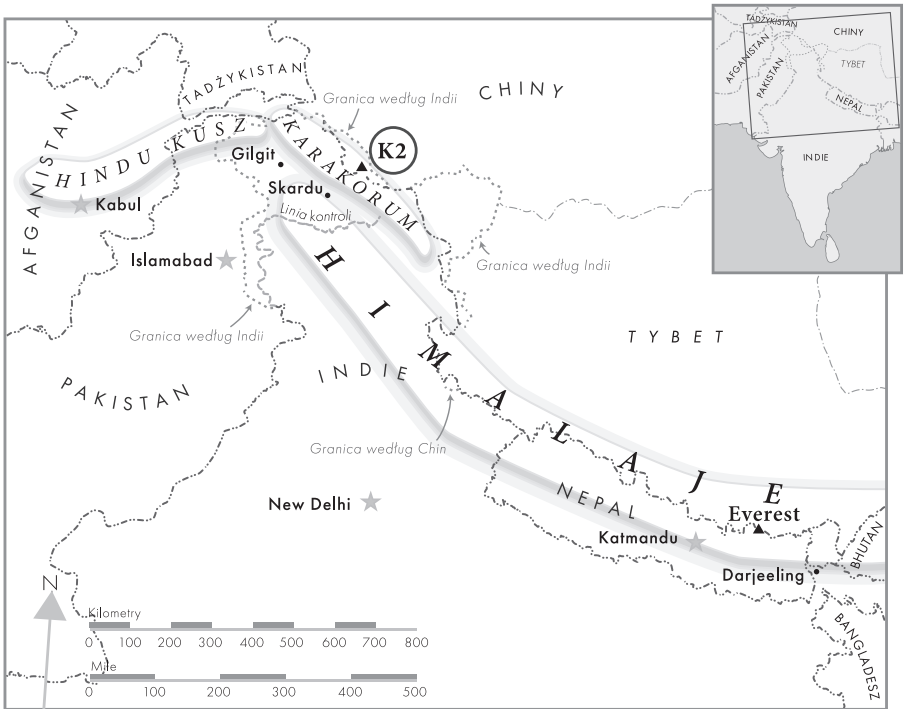 TADŻYKISTAN
CHINY
AFGANISTAN
PAKISTAN
TYBET
NEPAL
INDIE
TADŻYKISTAN
Granica według Indii
CHINY
AFGANISTAN
HINDU KUSZ
KARAKORUM
K2
Gilgit
Skardu
Kabul
Linia kontroli
Islamabad
Granica według Indii
Granica według Indii
HIMALAJE
TYBET
PAKISTAN
INDIE
Granica według Chin
New Delhi
NEPAL
Everest
Katmandu
BHUTAN
Darjeeling
BANGLADESZ
N
Kilometry
0 100 200 300 400 500 600 700 800
Mile
0 100 200 300 400 500